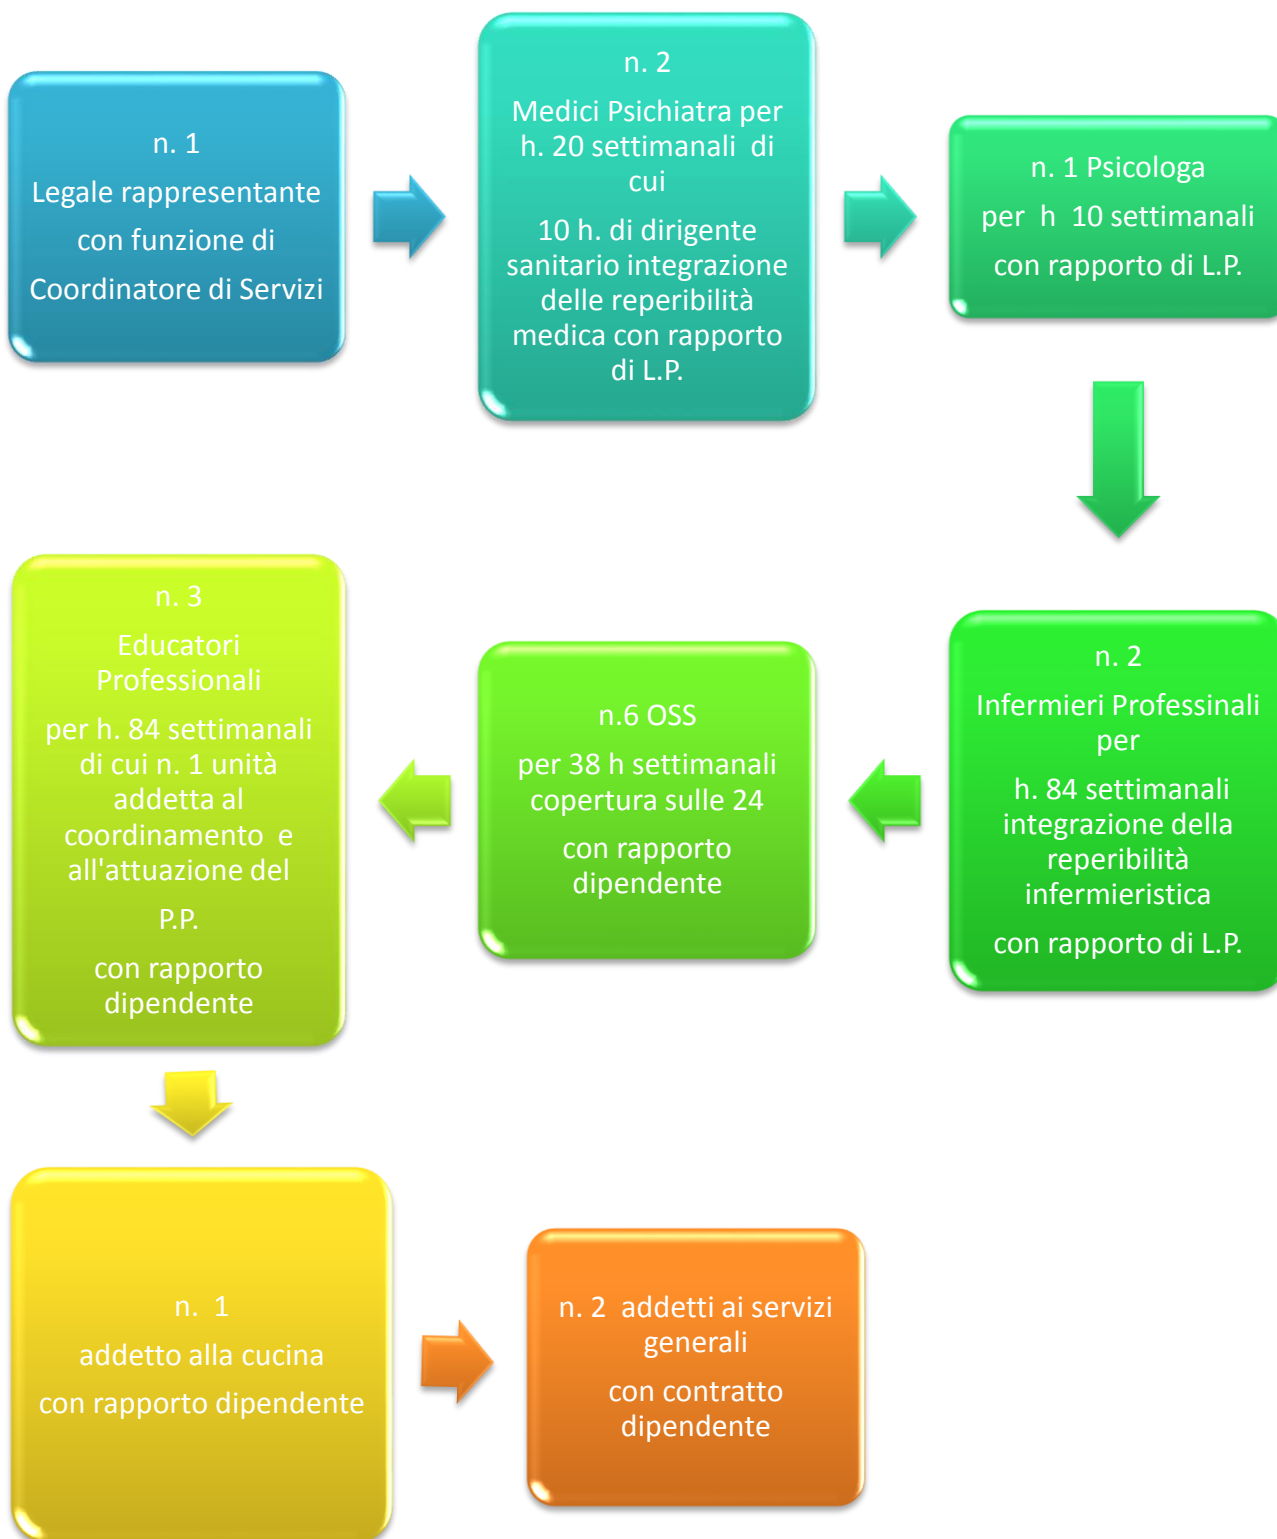 n. 1
Legale rappresentante
con funzione di
Coordinatore di Servizi
n. 2
Medici Psichiatra per
h. 20 settimanali di
cui
10 h. di dirigente
sanitario integrazione
delle reperibilità
medica con rapporto
di L.P.
n. 1 Psicologa
per h 10 settimanali
con rapporto di L.P.
n. 2
Infermieri Professinali
per
h. 84 settimanali
integrazione della
reperibilità
infermieristica
con rapporto di L.P.
n.6 OSS
per 38 h settimanali
copertura sulle 24
con rapporto
dipendente
n. 3
Educatori
Professionali
per h. 84 settimanali
di cui n. 1 unità
addetta al
coordinamento e
all'attuazione del
P.P.
con rapporto
dipendente
n. 1
addetto alla cucina
con rapporto dipendente
n. 2 addetti ai servizi
generali
con contratto
dipendente